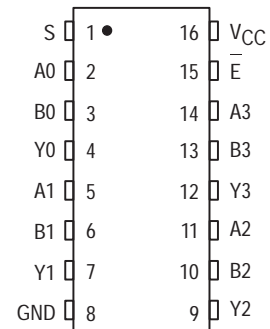 S 1 16 VCC
A0 2 15 E̅
B0 3 14 A3
Y0 4 13 B3
A1 5 12 Y3
B1 6 11 A2
Y1 7 10 B2
GND 8 9 Y2